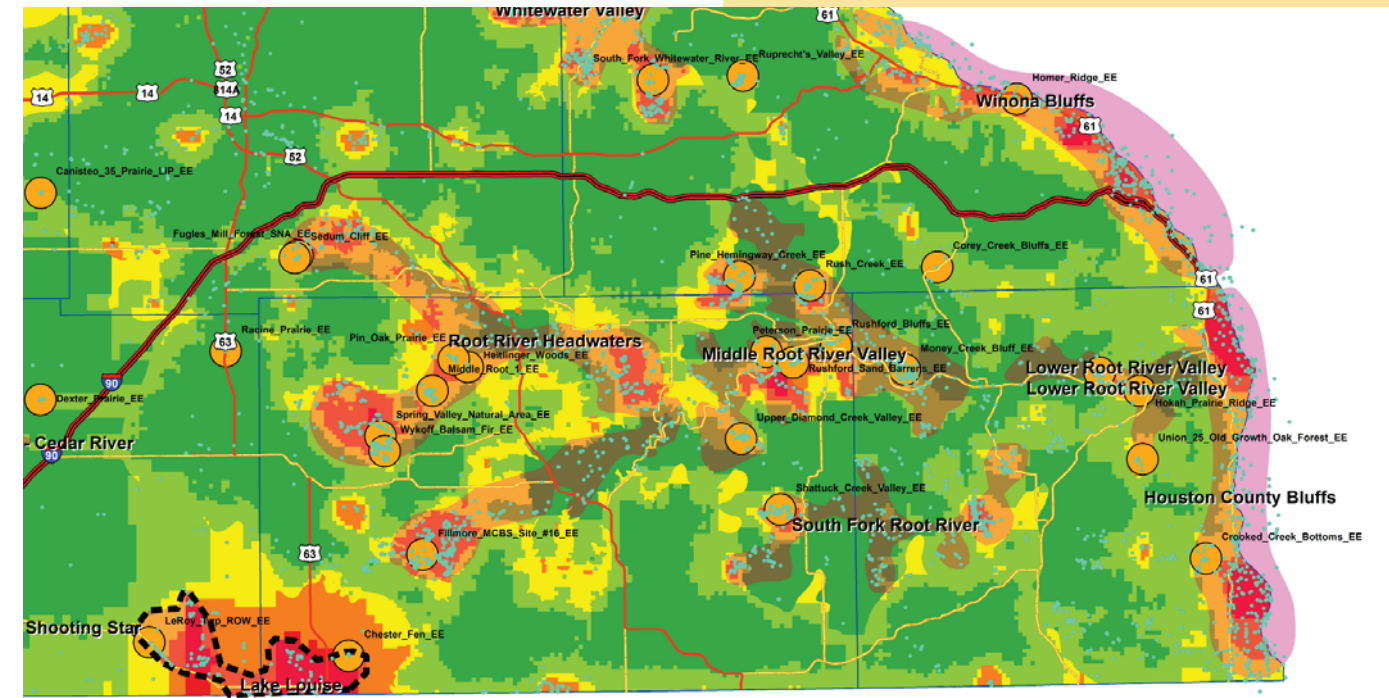 Whitewater Valley
61
South_Fork_Whitewater_River_EE
Ruprecht's_Valley_EE
52
14
14
Homer_Ridge_EE
Winona Bluffs
14
61
52
Canisteo_35_Prairie_LIP_EE
Fugles_Mill_Forest_SNA_EE
Sedum_Cliff_EE
Corey_Creek_Bluffs_EE
Pine_Hemingway_Creek_EE
Rush_Creek_EE
61
61
Racine_Prairie_EE
63
Pin_Oak_Prairie_EE
Root River Headwaters
Peterson_Prairie_EE
Rushford_Bluffs_EE
Heitlinger_Woods_EE
Middle Root River Valley
Money_Creek_Bluff_EE
Middle_Root_1_EE
Rushford_Sand_Barrens_EE
Lower Root River Valley
Lower Root River Valley
90
Dexter_Prairie_EE
Hokah_Prairie_Ridge_EE
Spring_Valley_Natural_Area_EE
Upper_Diamond_Creek_Valley_EE
Wykoff_Balsam_Fir_EE
- Cedar River
Union_25_Old_Growth_Oak_Forest_EE
90
Shattuck_Creek_Valley_EE
Houston County Bluffs
South Fork Root River
Fillmore_MCBS_Site_#16_EE
Crooked_Creek_Bottoms_EE
63
Shooting Star
Chester_Fen_EE
Lake Louise